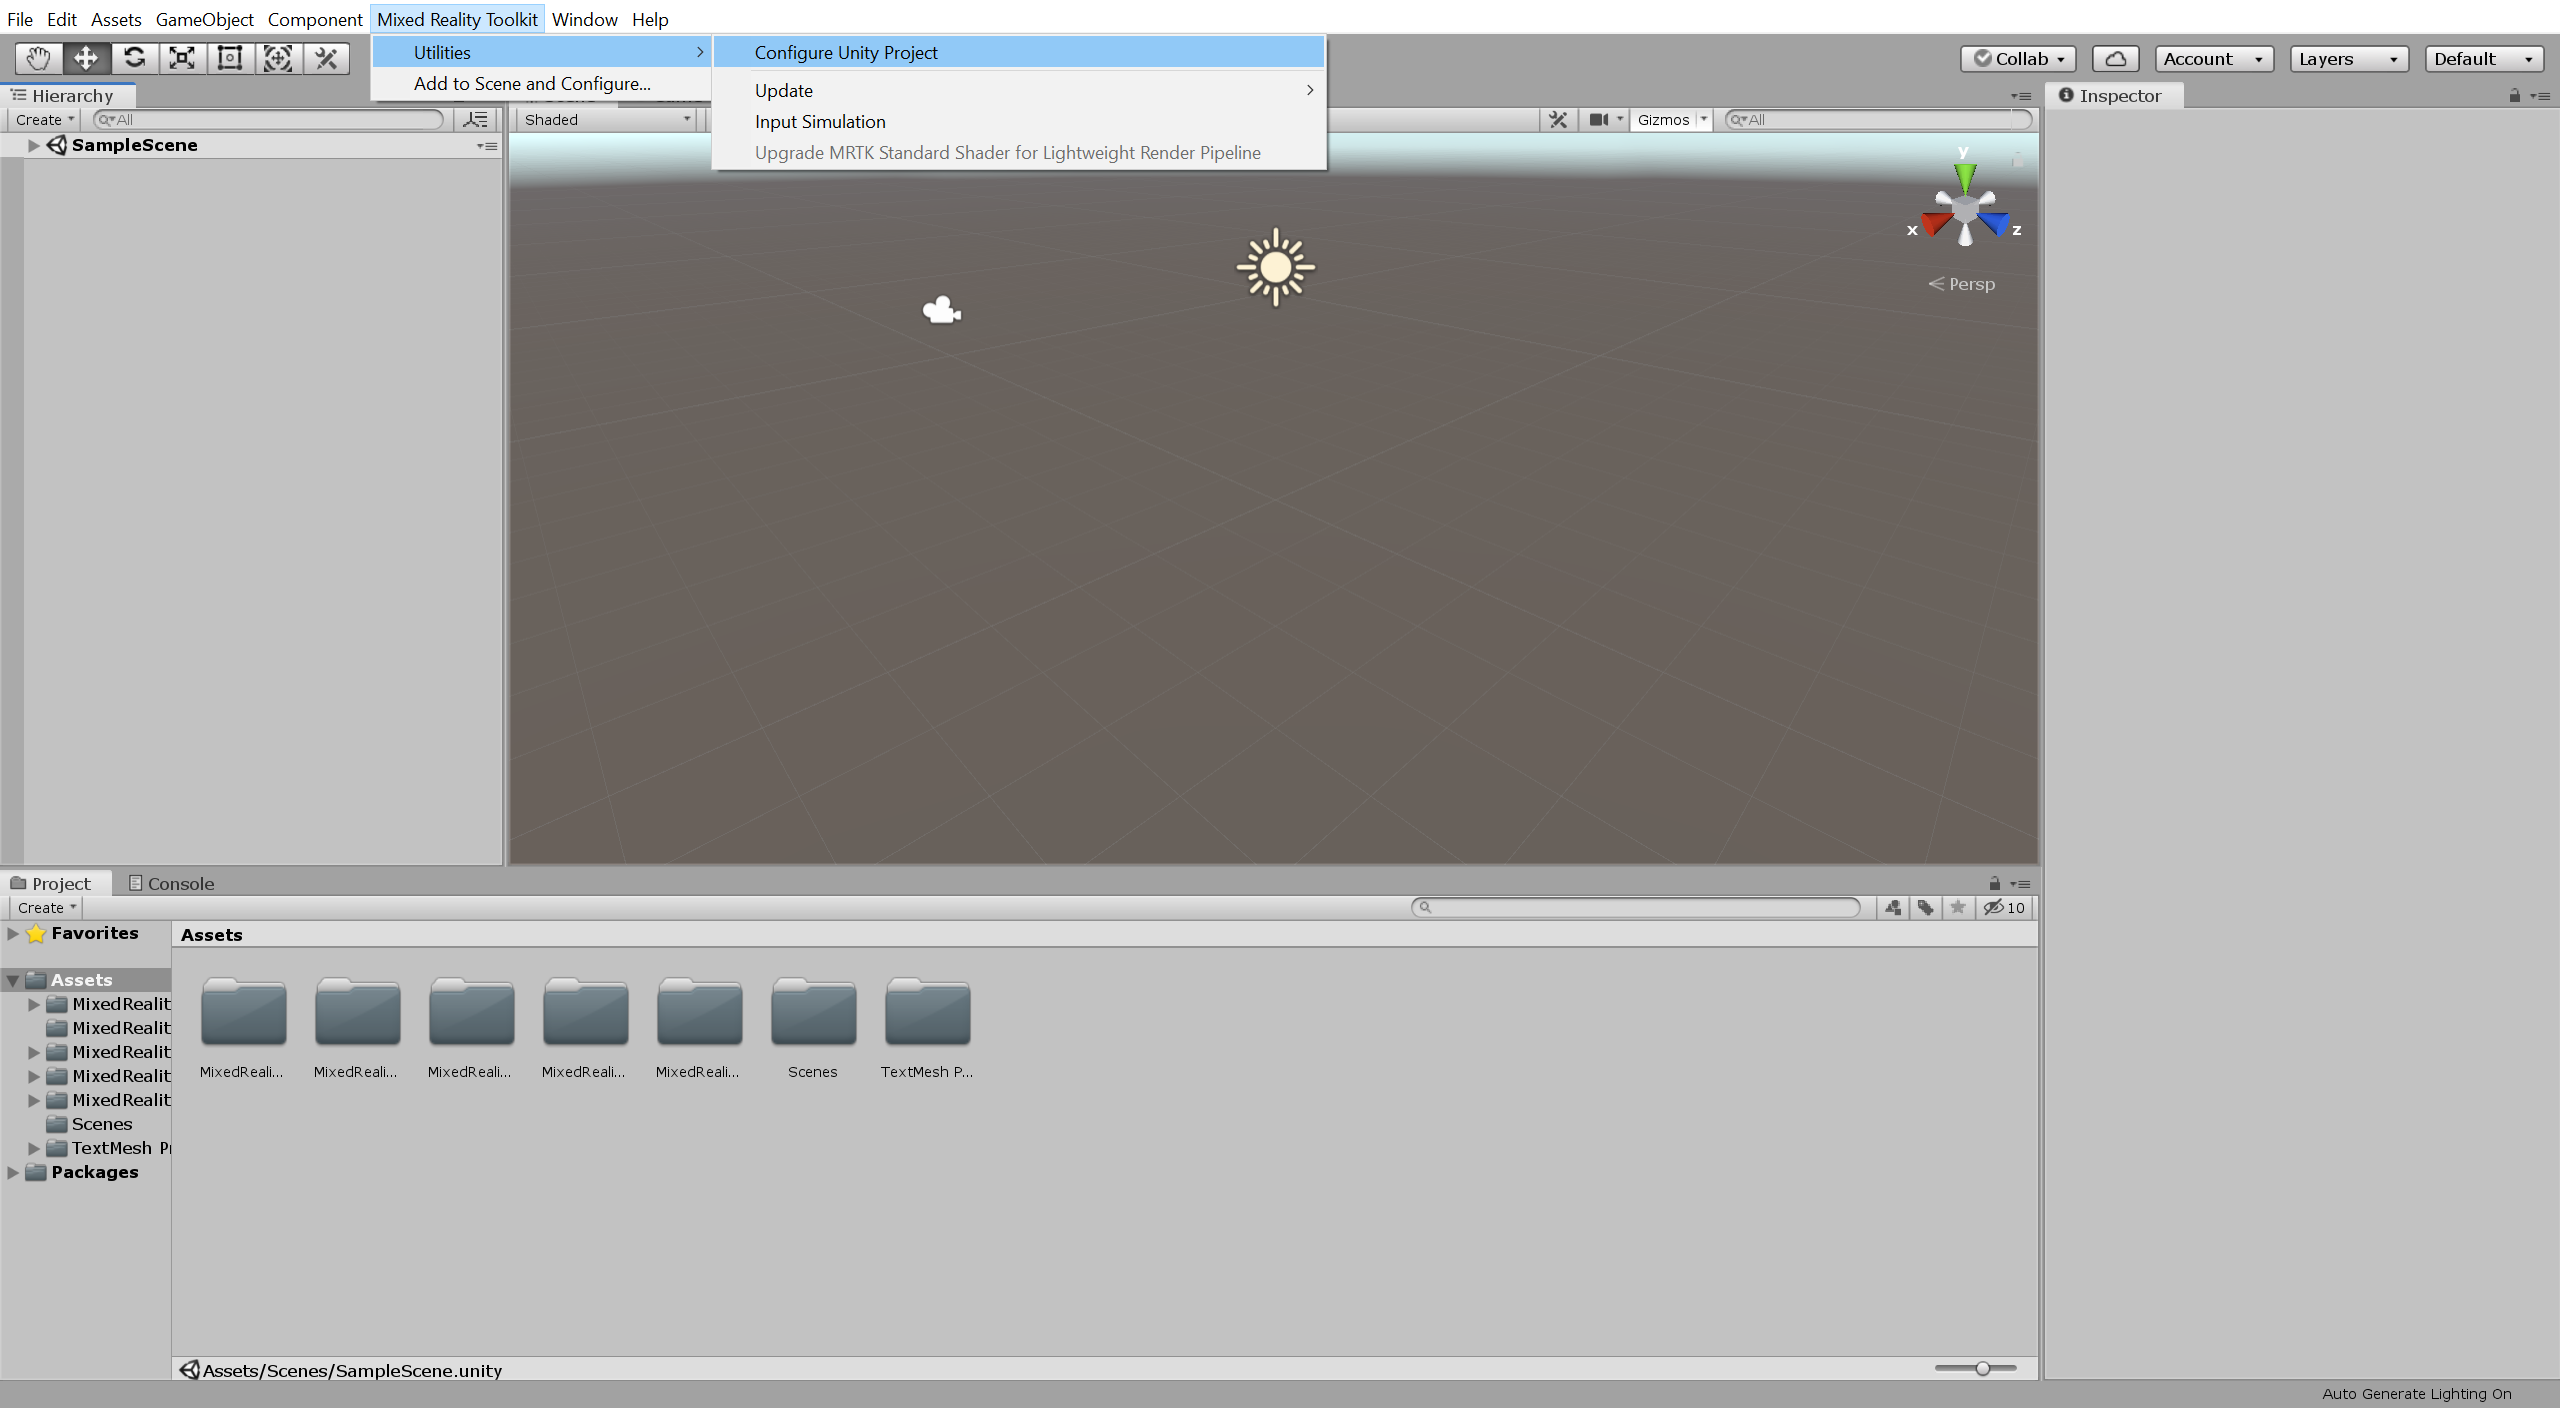 File Edit Assets GameObject Component Mixed Reality Toolkit Window Help
Utilities
Add to Scene and Configure...
Configure Unity Project
Update
Input Simulation
Upgrade MRTK Standard Shader for Lightweight Render Pipeline
Collab Account Layers Default
Hierarchy
Create All
SampleScene
Shaded
Gizmos All
y
x z
Persp
Inspector
Project Console
Create
10
Favorites
Assets
MixedRealit
MixedRealit
MixedRealit
MixedRealit
MixedRealit
Scenes
TextMesh P
Packages
Assets
MixedReali... MixedReali... MixedReali... MixedReali... MixedReali... Scenes TextMesh P...
Assets/Scenes/SampleScene.unity
Auto Generate Lighting On